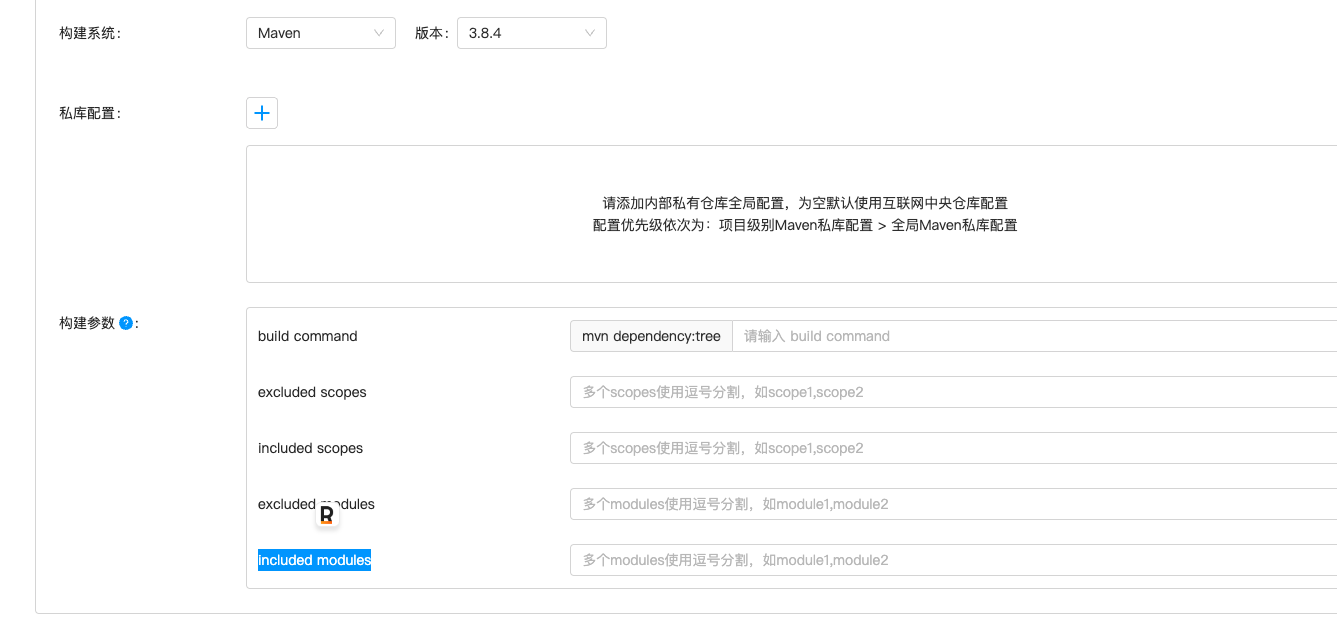 构建系统： Maven 版本： 3.8.4
私库配置：
请添加内部私有仓库全局配置，为空默认使用互联网中央仓库配置
配置优先级依次为：项目级别Maven私库配置 > 全局Maven私库配置
构建参数 ? :
build command mvn dependency:tree 请输入 build command
excluded scopes 多个scopes使用逗号分割，如scope1,scope2
included scopes 多个scopes使用逗号分割，如scope1,scope2
excluded modules 多个modules使用逗号分割，如module1,module2
R
included modules 多个modules使用逗号分割，如module1,module2